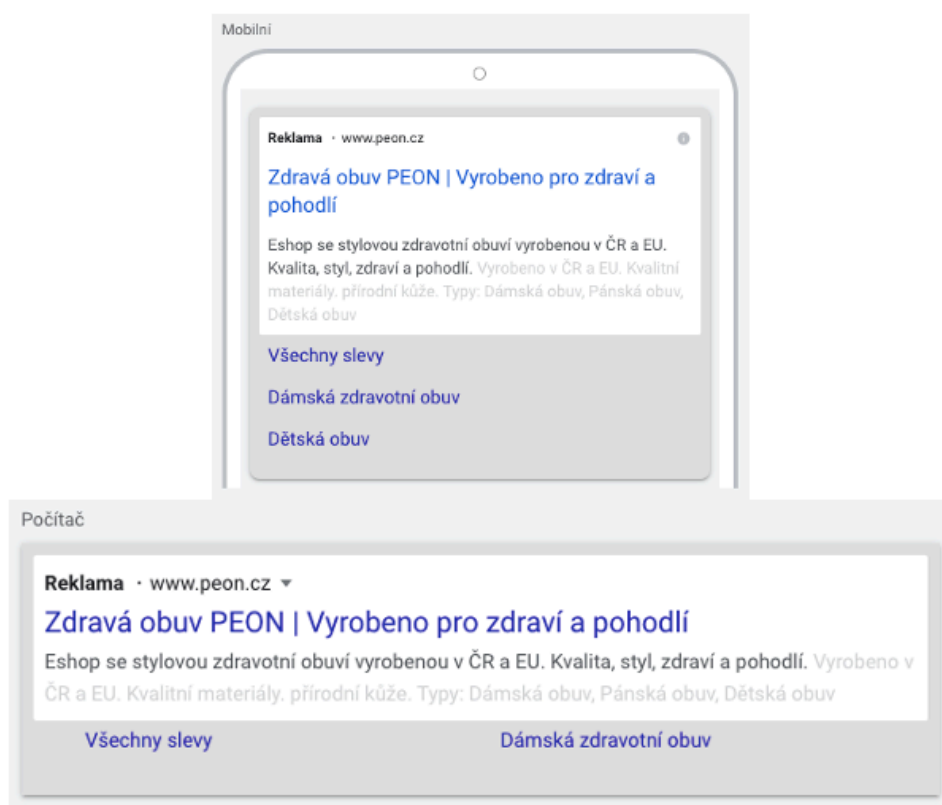 Mobilní
Reklama · www.peon.cz
Zdravá obuv PEON | Vyrobeno pro zdraví a
pohodlí
Eshop se stylovou zdravotní obuví vyrobenou v ČR a EU.
Kvalita, styl, zdraví a pohodlí. Vyrobeno v ČR a EU. Kvalitní
materiály. přírodní kůže. Typy: Dámská obuv, Pánská obuv,
Dětská obuv
Všechny slevy
Dámská zdravotní obuv
Dětská obuv
Počítač
Reklama · www.peon.cz
Zdravá obuv PEON | Vyrobeno pro zdraví a pohodlí
Eshop se stylovou zdravotní obuví vyrobenou v ČR a EU. Kvalita, styl, zdraví a pohodlí. Vyrobeno v
ČR a EU. Kvalitní materiály. přírodní kůže. Typy: Dámská obuv, Pánská obuv, Dětská obuv
Všechny slevy Dámská zdravotní obuv